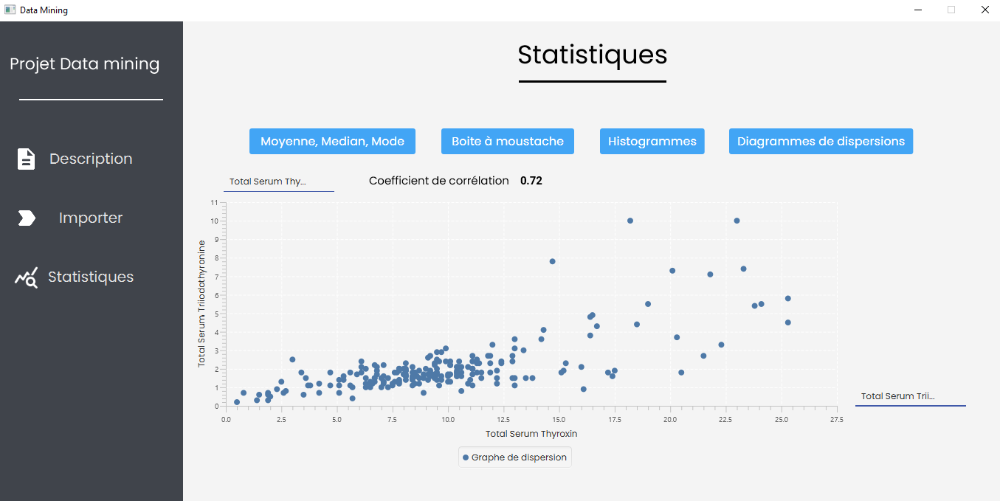 Data Mining
Projet Data mining
Description
Importer
Statistiques
Statistiques
Moyenne, Median, Mode
Boite à moustache
Histogrammes
Diagrammes de dispersions
Total Serum Thy...
Coefficient de corrélation 0.72
11
10
9
8
7
6
5
4
3
2
1
0
Total Serum Triiodothyronine
0.0 2.5 5.0 7.5 10.0 12.5 15.0 17.5 20.0 22.5 25.0 27.5
Total Serum Thyroxin
Graphe de dispersion
Total Serum Trii...